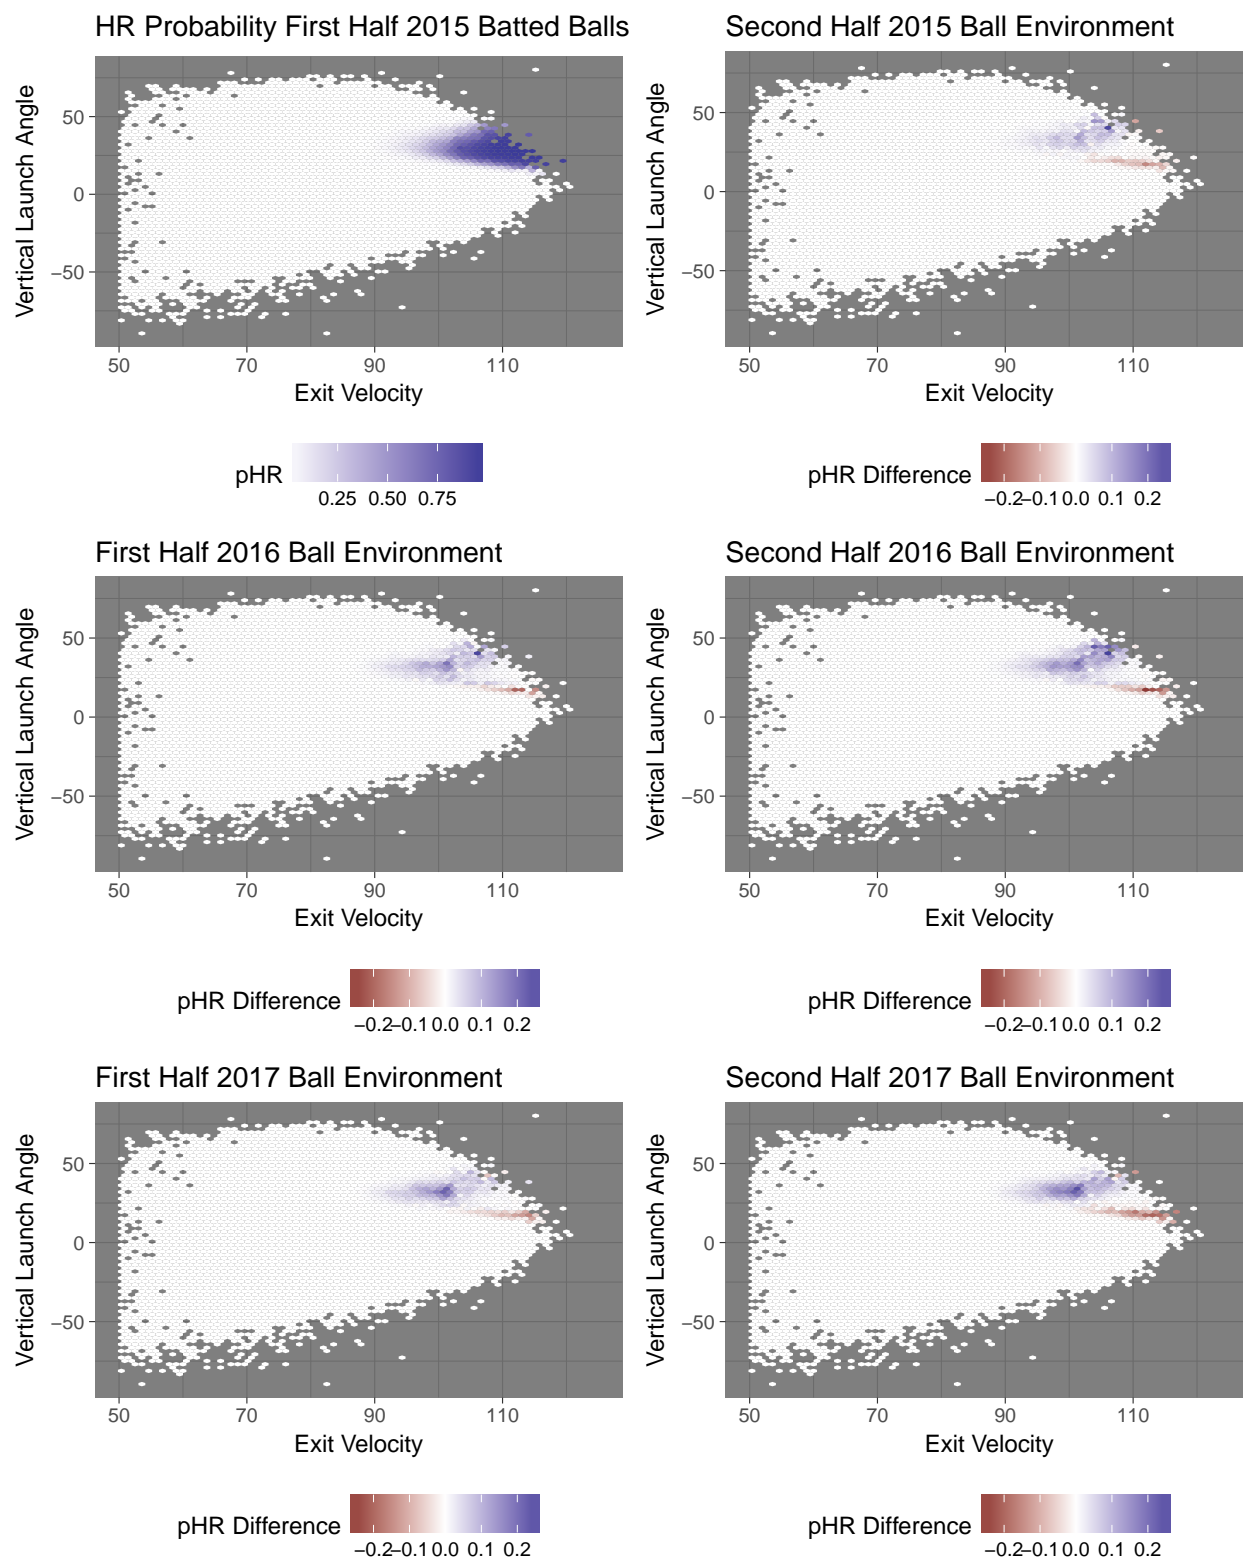 HR Probability First Half 2015 Batted Balls
Vertical Launch Angle
50
0
−50
50 70 90 110
Exit Velocity
pHR
0.25 0.50 0.75
Second Half 2015 Ball Environment
Vertical Launch Angle
50
0
−50
50 70 90 110
Exit Velocity
pHR Difference
−0.2 −0.1 0.0 0.1 0.2
First Half 2016 Ball Environment
Vertical Launch Angle
50
0
−50
50 70 90 110
Exit Velocity
pHR Difference
−0.2 −0.1 0.0 0.1 0.2
Second Half 2016 Ball Environment
Vertical Launch Angle
50
0
−50
50 70 90 110
Exit Velocity
pHR Difference
−0.2 −0.1 0.0 0.1 0.2
First Half 2017 Ball Environment
Vertical Launch Angle
50
0
−50
50 70 90 110
Exit Velocity
pHR Difference
−0.2 −0.1 0.0 0.1 0.2
Second Half 2017 Ball Environment
Vertical Launch Angle
50
0
−50
50 70 90 110
Exit Velocity
pHR Difference
−0.2 −0.1 0.0 0.1 0.2